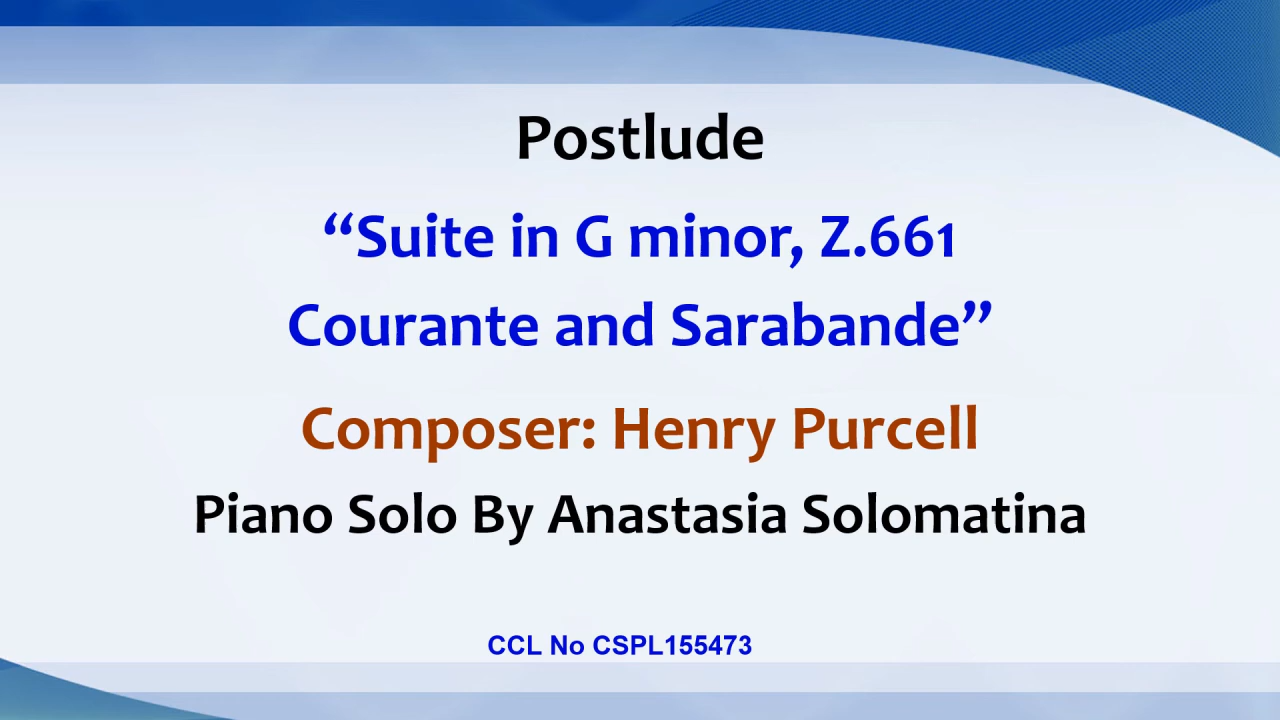 Postlude
“Suite in G minor, Z.661
Courante and Sarabande”
Composer: Henry Purcell
Piano Solo By Anastasia Solomatina
CCL No CSPL155473